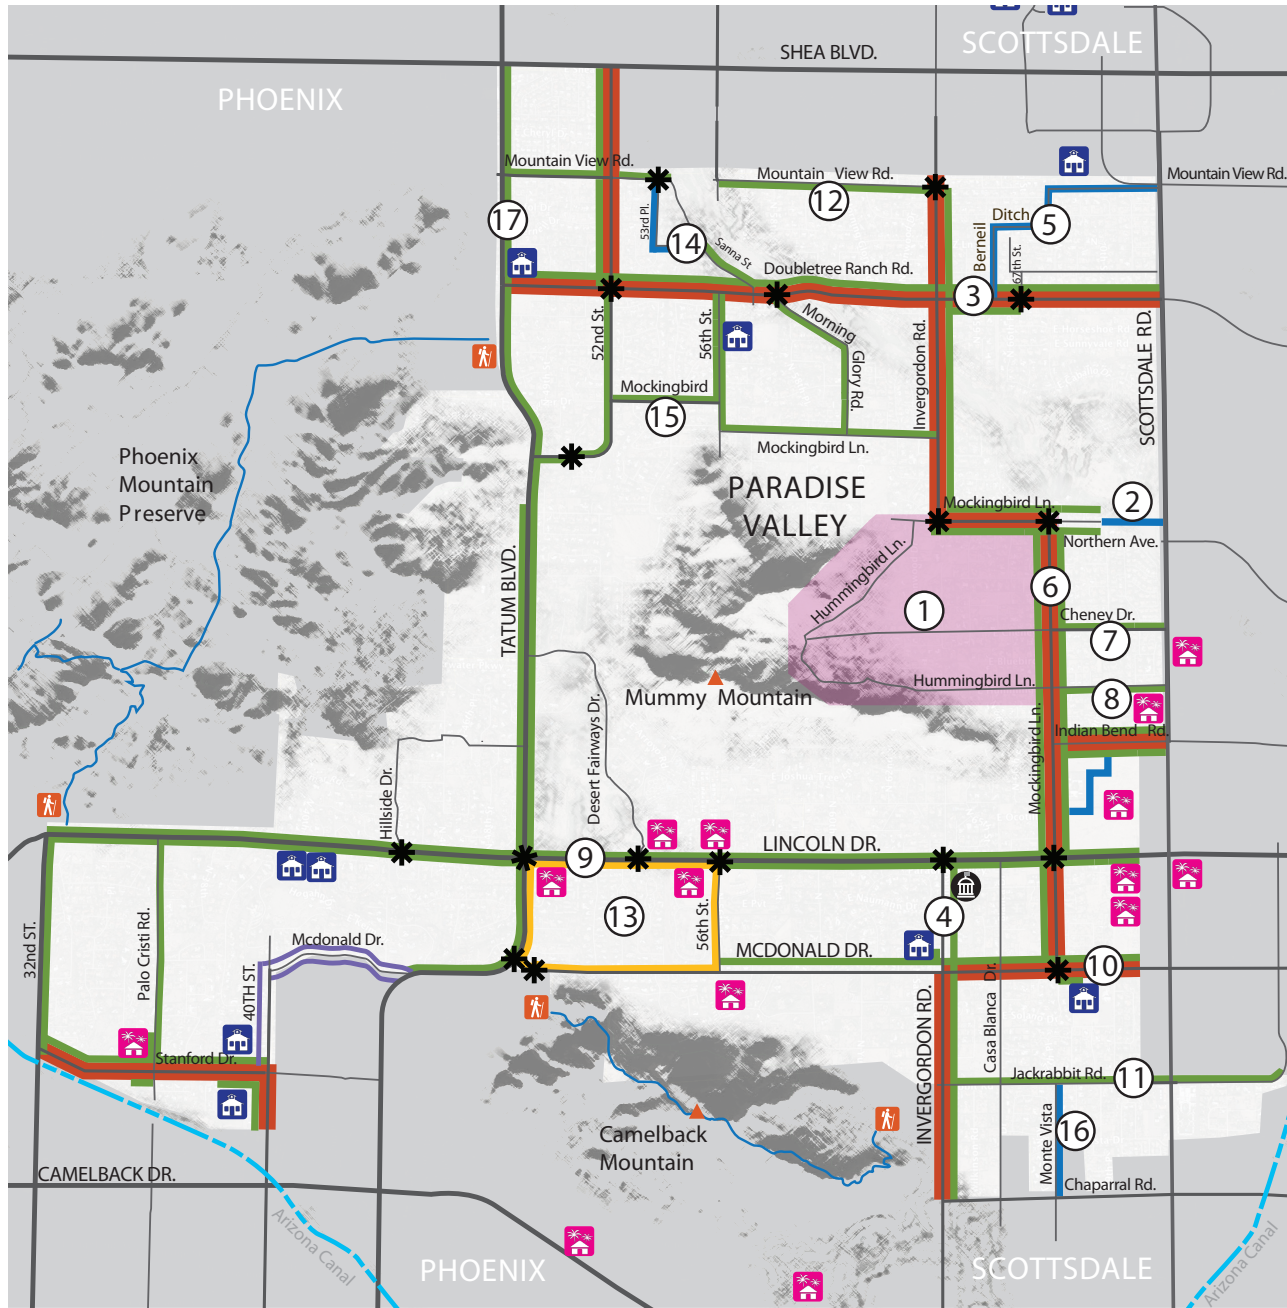 SCOTTSDALE
SHEA BLVD.
PHOENIX
Mountain View Rd.
Mountain View Rd.
Mountain View Rd.
12
17
53rd Pl.
14
Sanna St
Ditch
5
Berneil
67th St.
Doubletree Ranch Rd.
3
52nd St.
56th St.
Morning
Glory Rd.
Invergordon Rd.
SCOTTSDALE RD.
Mockingbird
15
Mockingbird Ln.
Phoenix
Mountain
Preserve
PARADISE
VALLEY
Mockingbird Ln.
2
Northern Ave.
TATUM BLVD.
Hummingbird Ln.
1
6
Cheney Dr.
7
Mummy Mountain
Hummingbird Ln.
8
Indian Bend Rd.
Mockingbird Ln.
Desert Fairways Dr.
Hillside Dr.
LINCOLN DR.
9
13
56th St.
4
32nd ST.
Palo Cristi Rd.
Mcdonald Dr.
40TH ST.
MCDONALD DR.
10
INVERGORDON RD.
Casa Blanca Dr.
Stanford Dr.
Jackrabbit Rd.
11
Camelback
Mountain
Monte Vista
16
CAMELBACK DR.
Chaparral Rd.
Arizona Canal
PHOENIX
SCOTTSDALE
Arizona Canal